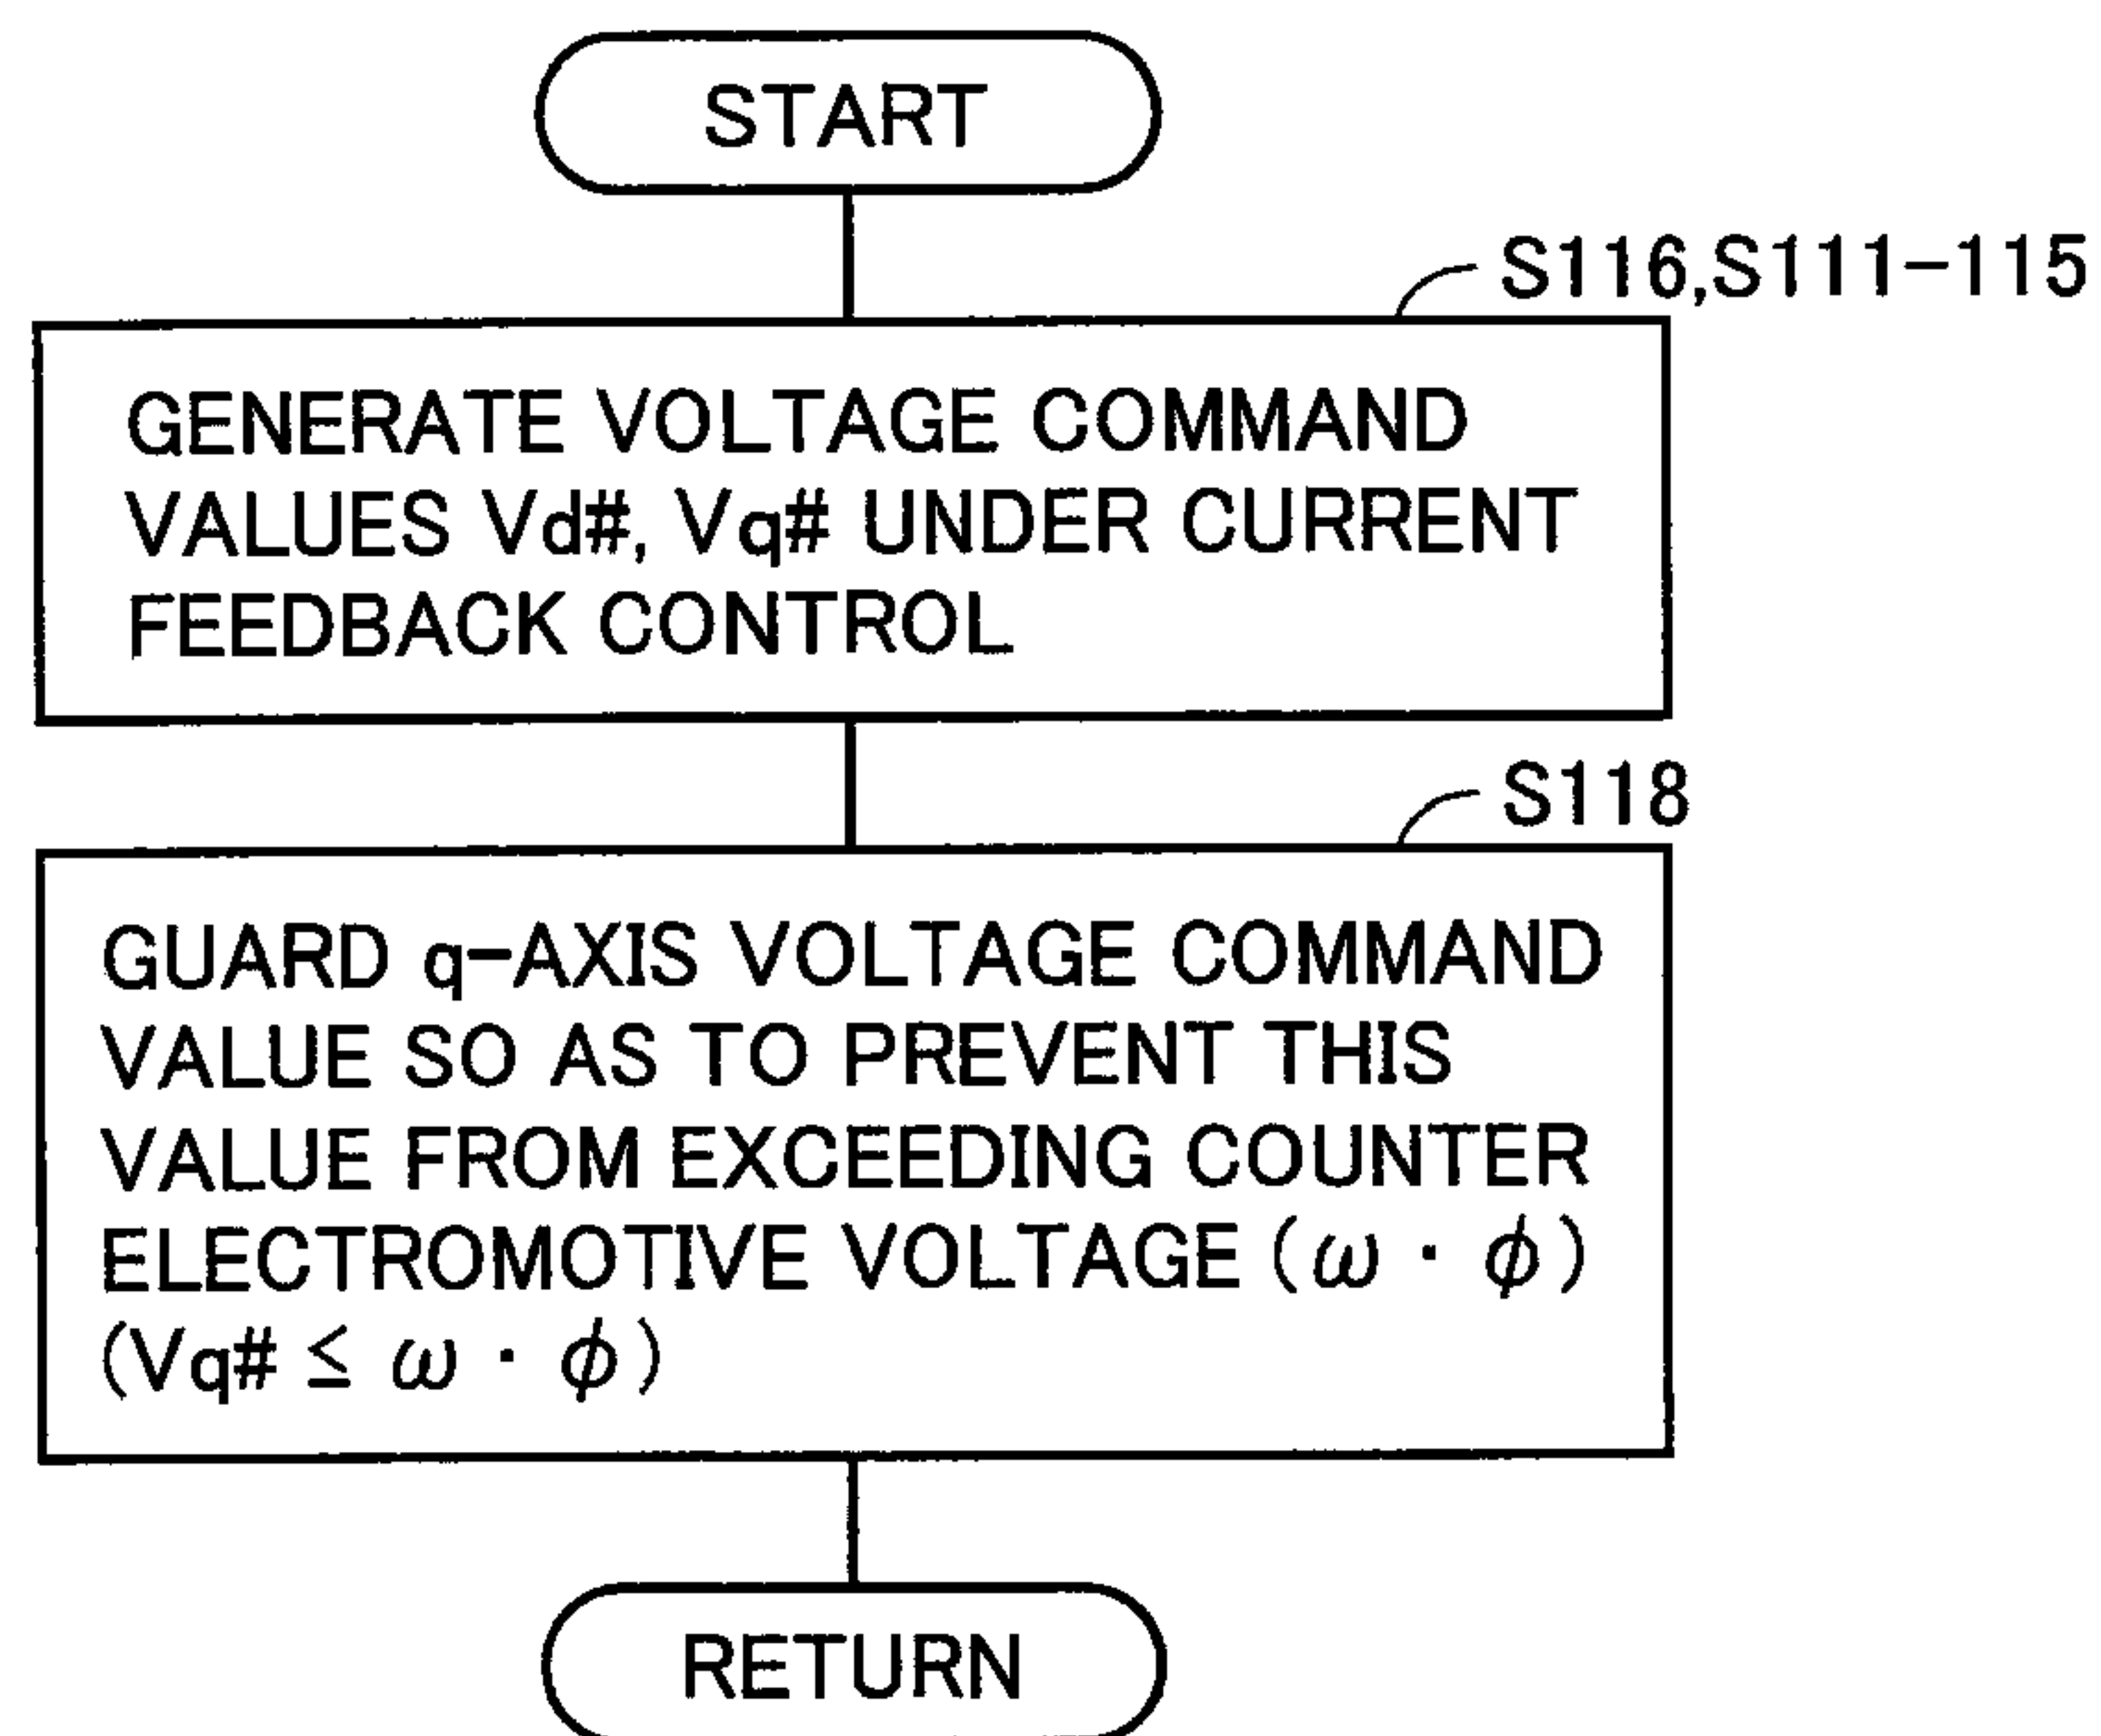 START
S116,S111-115
GENERATE VOLTAGE COMMAND
VALUES Vd#, Vq# UNDER CURRENT
FEEDBACK CONTROL
S118
GUARD q-AXIS VOLTAGE COMMAND
VALUE SO AS TO PREVENT THIS
VALUE FROM EXCEEDING COUNTER
ELECTROMOTIVE VOLTAGE (ω · φ)
(Vq# ≤ ω · φ)
RETURN